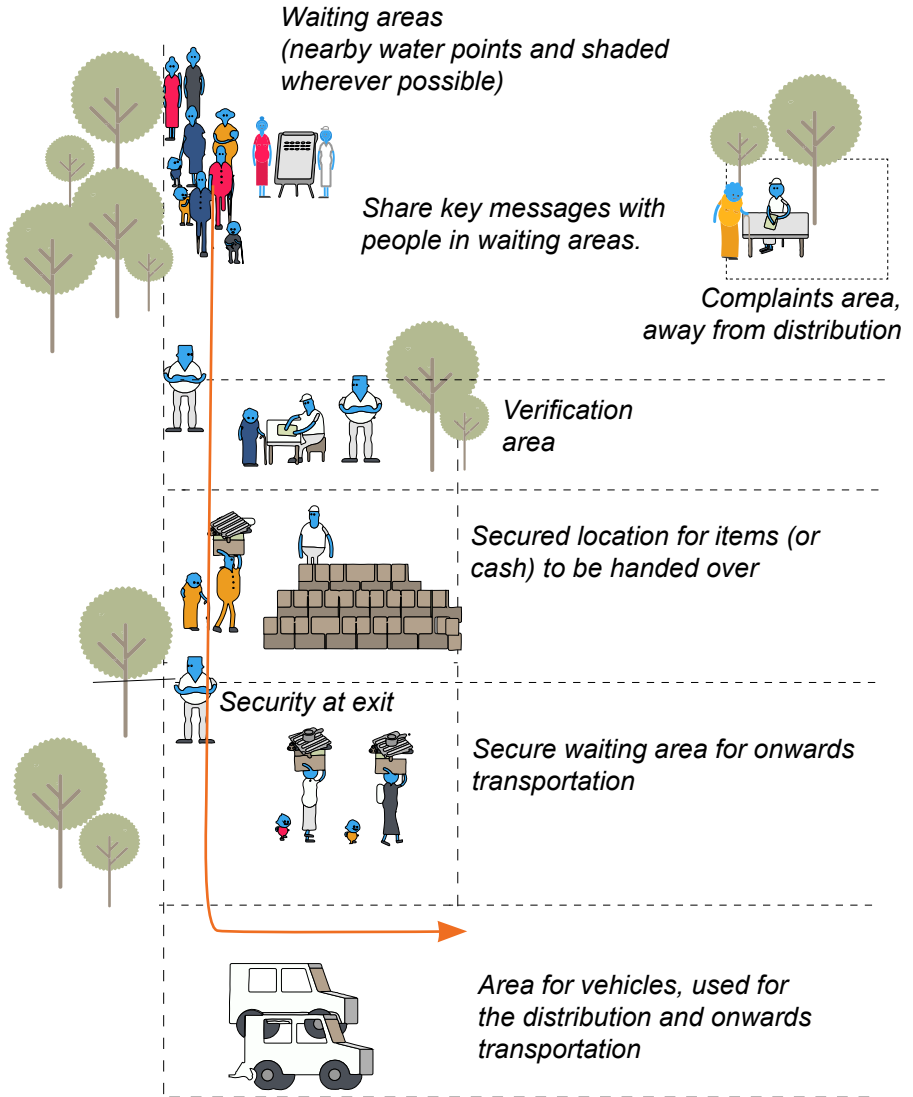 Waiting areas
(nearby water points and shaded
wherever possible)
Share key messages with
people in waiting areas.
Complaints area,
away from distribution
Verification
area
Secured location for items (or
cash) to be handed over
Security at exit
Secure waiting area for onwards
transportation
Area for vehicles, used for
the distribution and onwards
transportation